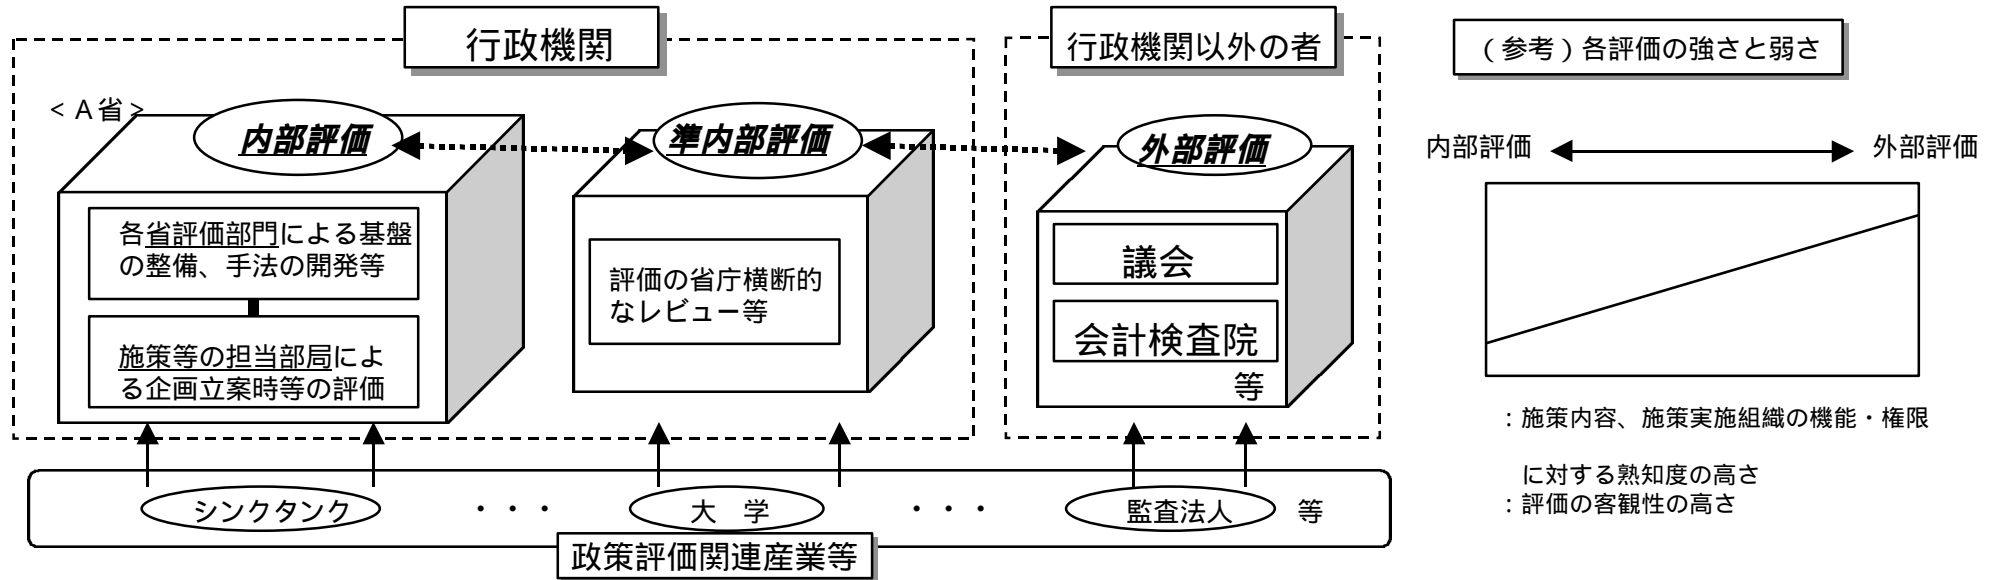 行政機関
行政機関以外の者
（参考）各評価の強さと弱さ
＜Ａ省＞
内部評価
準内部評価
外部評価
各省評価部門による基盤
の整備、手法の開発等
施策等の担当部局によ
る企画立案時等の評価
評価の省庁横断的
なレビュー等
議会
会計検査院
等
内部評価
外部評価
：施策内容、施策実施組織の機能・権限
に対する熟知度の高さ
：評価の客観性の高さ
シンクタンク
・・・
大　学
・・・
監査法人
等
政策評価関連産業等